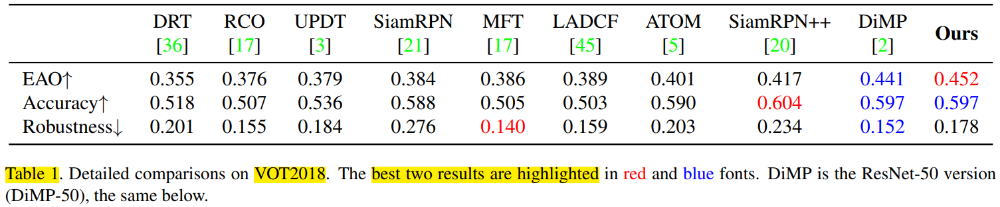 DRT RCO UPDT SiamRPN MFT LADCF ATOM SiamRPN++ DiMP Ours
[36] [17] [3] [21] [17] [45] [5] [20] [2]
EAO↑ 0.355 0.376 0.379 0.384 0.386 0.389 0.401 0.417 0.441 0.452
Accuracy↑ 0.518 0.507 0.536 0.588 0.505 0.503 0.590 0.604 0.597 0.597
Robustness↓ 0.201 0.155 0.184 0.276 0.140 0.159 0.203 0.234 0.152 0.178
Table 1. Detailed comparisons on VOT2018. The best two results are highlighted in red and blue fonts. DiMP is the ResNet-50 version
(DiMP-50), the same below.